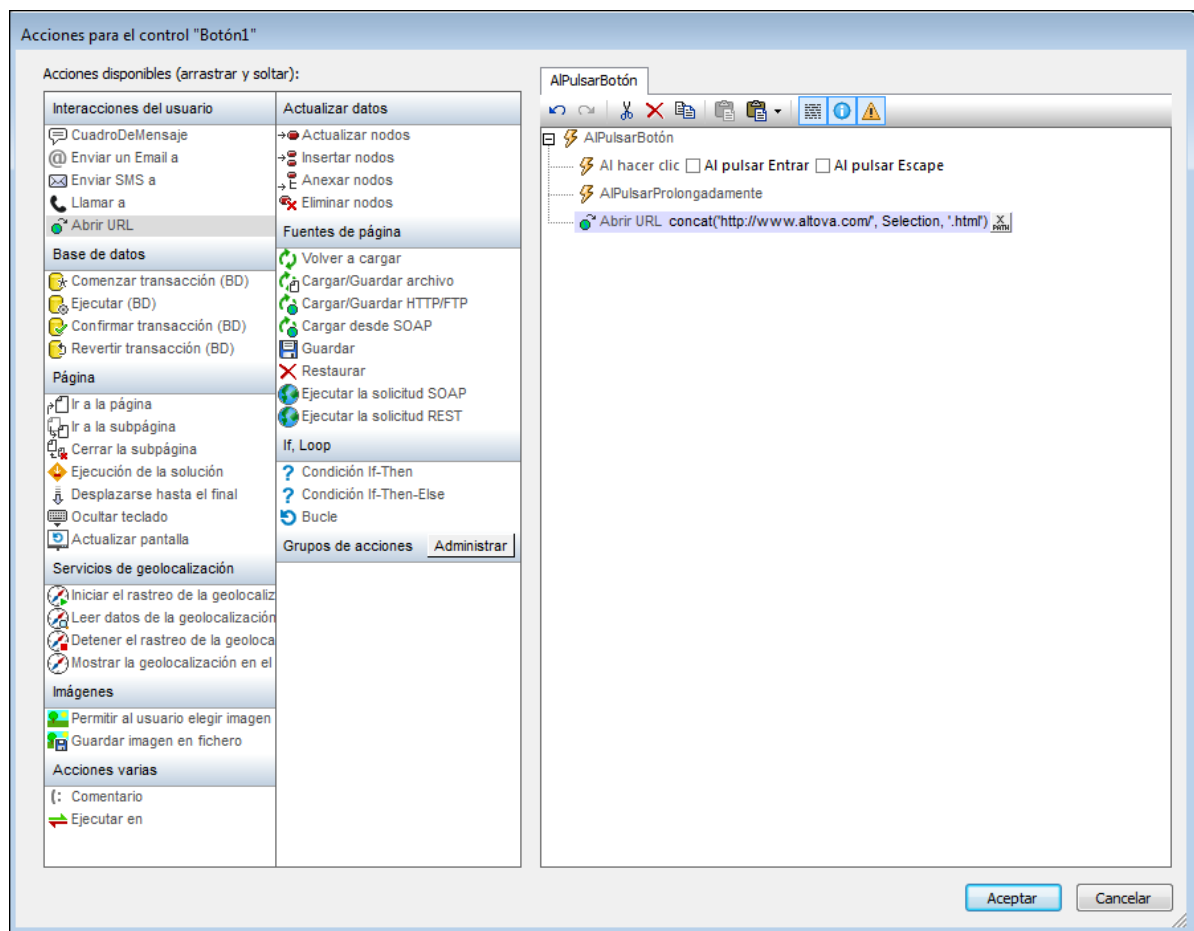 Acciones para el control "Botón1"
Acciones disponibles (arrastrar y soltar):
Interacciones del usuario
CuadroDeMensaje
Enviar un Email a
Enviar SMS a
Llamar a
Abrir URL
Base de datos
Comenzar transacción (BD)
Ejecutar (BD)
Confirmar transacción (BD)
Revertir transacción (BD)
Página
Ir a la página
Ir a la subpágina
Cerrar la subpágina
Ejecución de la solución
Desplazarse hasta el final
Ocultar teclado
Actualizar pantalla
Servicios de geolocalización
Iniciar el rastreo de la geolocaliz
Leer datos de la geolocalización
Detener el rastreo de la geoloca
Mostrar la geolocalización en el
Imágenes
Permitir al usuario elegir imagen
Guardar imagen en fichero
Acciones varias
(: Comentario
Ejecutar en
Actualizar datos
Actualizar nodos
Insertar nodos
Anexar nodos
Eliminar nodos
Fuentes de página
Volver a cargar
Cargar/Guardar archivo
Cargar/Guardar HTTP/FTP
Cargar desde SOAP
Guardar
Restaurar
Ejecutar la solicitud SOAP
Ejecutar la solicitud REST
If, Loop
? Condición If-Then
? Condición If-Then-Else
Bucle
Grupos de acciones Administrar
AlPulsarBotón
AlPulsarBotón
Al hacer clic Al pulsar Entrar Al pulsar Escape
AlPulsarProlongadamente
Abrir URL concat('http://www.altova.com/', Selection, '.html') XPATH
Aceptar Cancelar